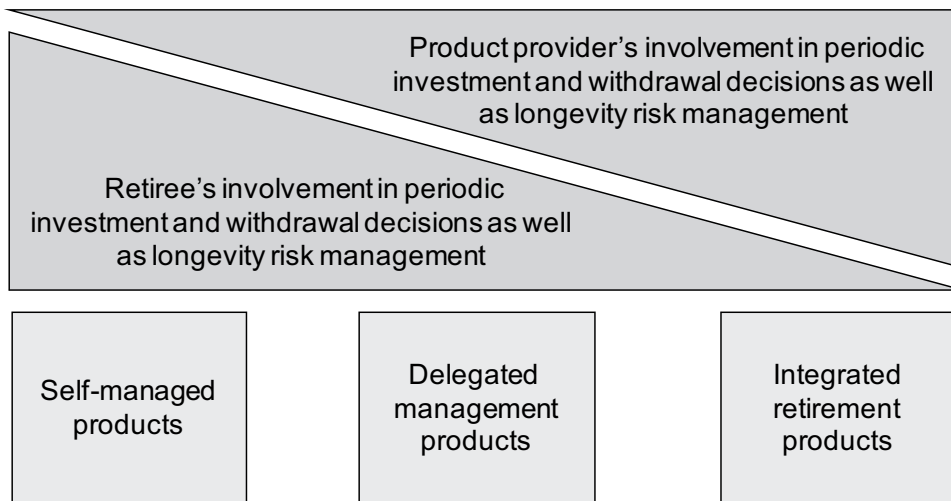 Product provider's involvement in periodic
investment and withdrawal decisions as well
as longevity risk management
Retiree's involvement in periodic
investment and withdrawal decisions as well
as longevity risk management
Self-managed
products
Delegated
management
products
Integrated
retirement
products